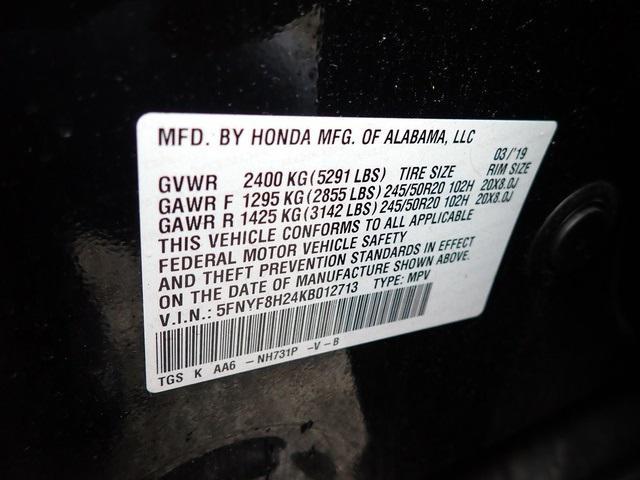 MFD. BY HONDA MFG. OF ALABAMA, LLC
03/'19
GVWR 2400 KG (5291 LBS) TIRE SIZE RIM SIZE
GAWR F 1295 KG (2855 LBS) 245/50R20 102H 20X8.0J
GAWR R 1425 KG (3142 LBS) 245/50R20 102H 20X8.0J
THIS VEHICLE CONFORMS TO ALL APPLICABLE
FEDERAL MOTOR VEHICLE SAFETY
AND THEFT PREVENTION STANDARDS IN EFFECT
ON THE DATE OF MANUFACTURE SHOWN ABOVE.
V.I.N.: 5FNYF8H24KB012713 TYPE: MPV
TGS K AA6 -NH731P -V-B